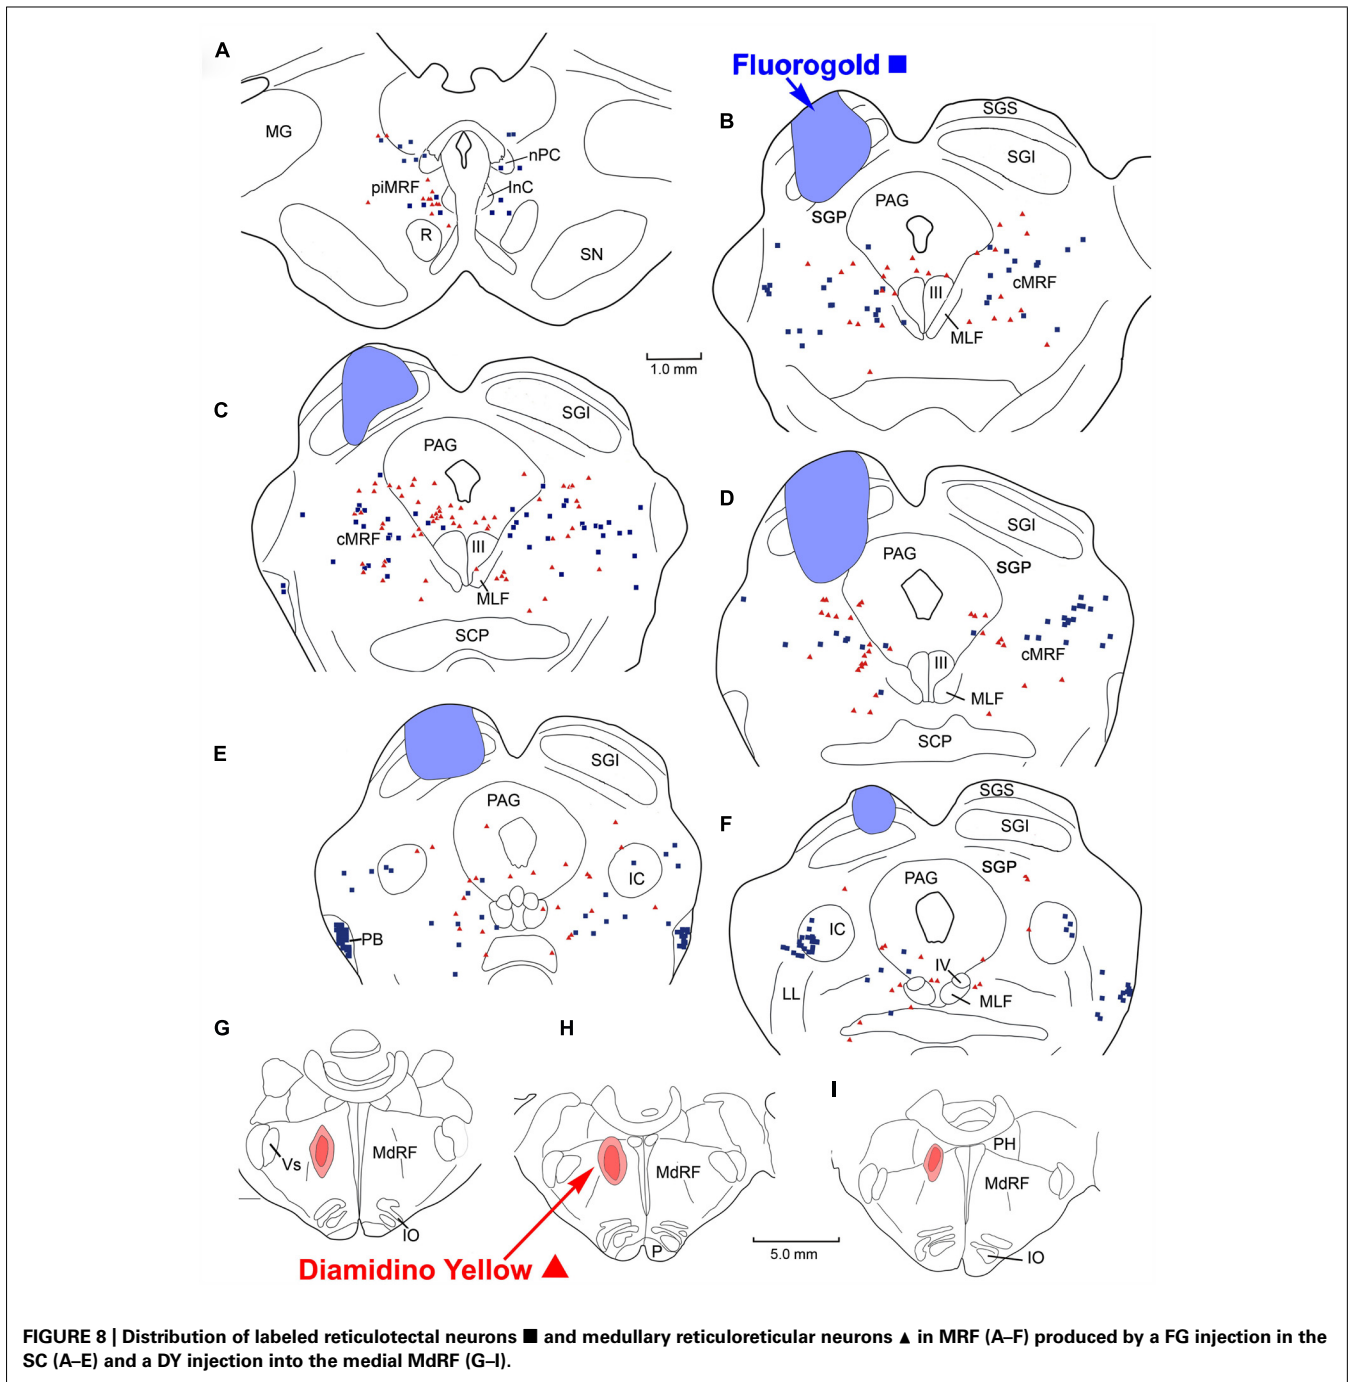 A
MG
piMRF
nPC
InC
R
SN
Fluorogold ■
B
SGS
SGI
SGP
PAG
III
cMRF
MLF
1.0 mm
C
SGI
PAG
cMRF
III
MLF
SCP
D
SGI
PAG
SGP
III
cMRF
MLF
SCP
E
SGI
PAG
IC
PB
F
SGS
SGI
SGP
PAG
IC
IV
LL
MLF
G
Vs
MdRF
IO
H
MdRF
P
I
PH
MdRF
IO
Diamidino Yellow ▲
5.0 mm
FIGURE 8 | Distribution of labeled reticulotectal neurons ■ and medullary reticuloreticular neurons ▲ in MRF (A–F) produced by a FG injection in the
SC (A–E) and a DY injection into the medial MdRF (G–I).